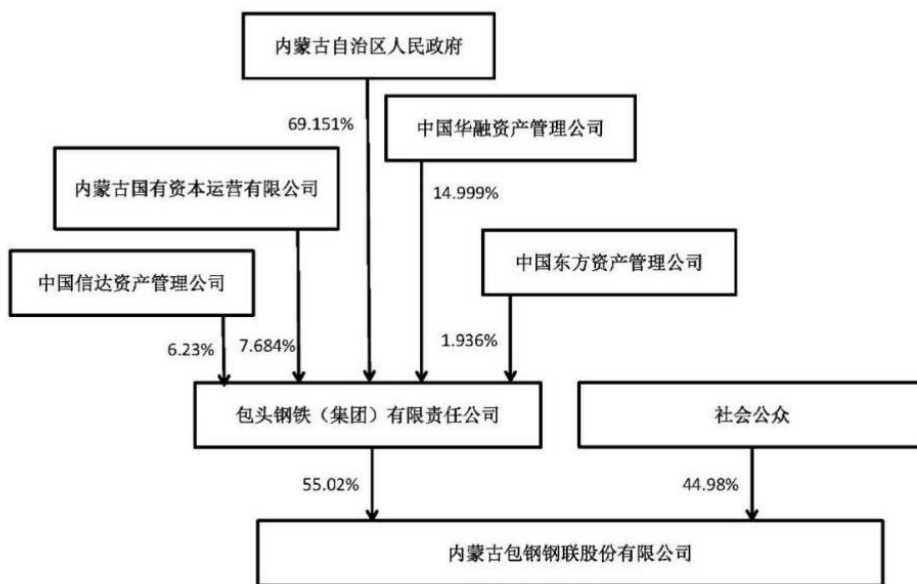 内蒙古自治区人民政府
69.151%
中国华融资产管理公司
内蒙古国有资本运营有限公司
14.999%
中国信达资产管理公司
中国东方资产管理公司
6.23%
7.684%
1.936%
包头钢铁（集团）有限责任公司
社会公众
55.02%
44.98%
内蒙古包钢钢联股份有限公司